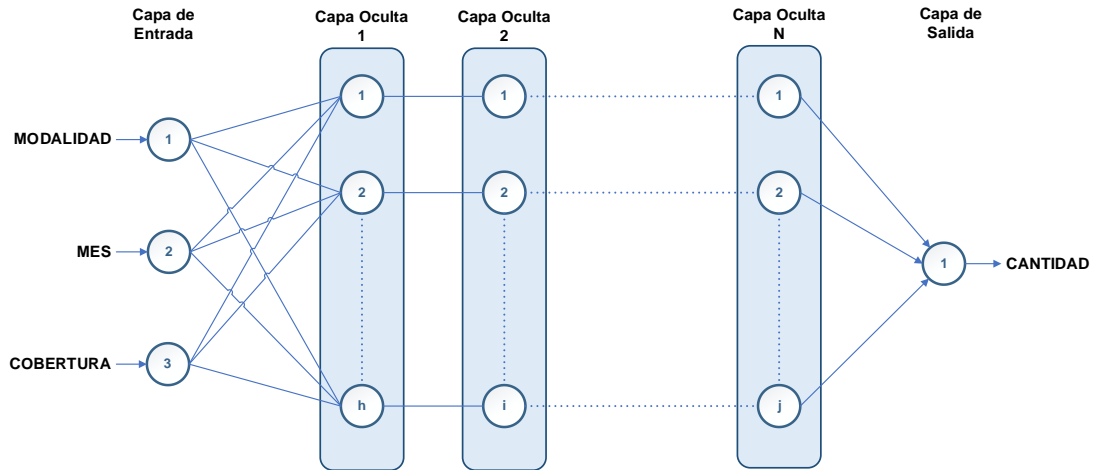 Capa de
Entrada
Capa Oculta
1
Capa Oculta
2
Capa Oculta
N
Capa de
Salida
1
1
1
MODALIDAD
1
2
2
2
MES
2
1
CANTIDAD
COBERTURA
3
h
i
j